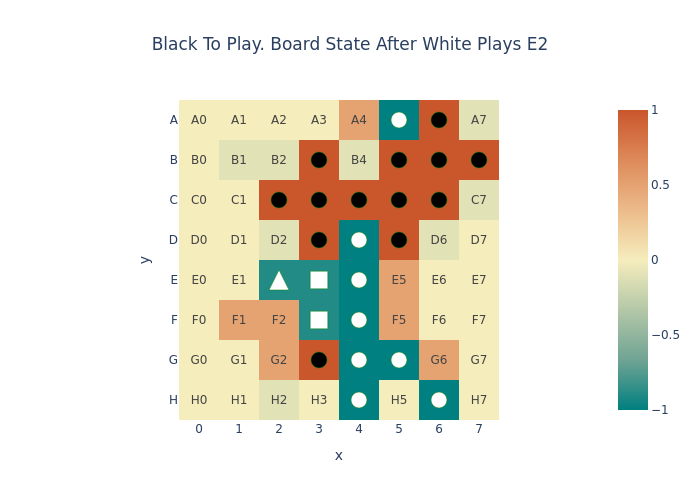 Black To Play. Board State After White Plays E2
A A0 A1 A2 A3 A4 A7
B B0 B1 B2 B4
C C0 C1 C7
D D0 D1 D2 D6 D7
E E0 E1 E5 E6 E7
F F0 F1 F2 F5 F6 F7
G G0 G1 G2 G6 G7
H H0 H1 H2 H3 H5 H7
0 1 2 3 4 5 6 7
x
y
1
0.5
0
−0.5
−1